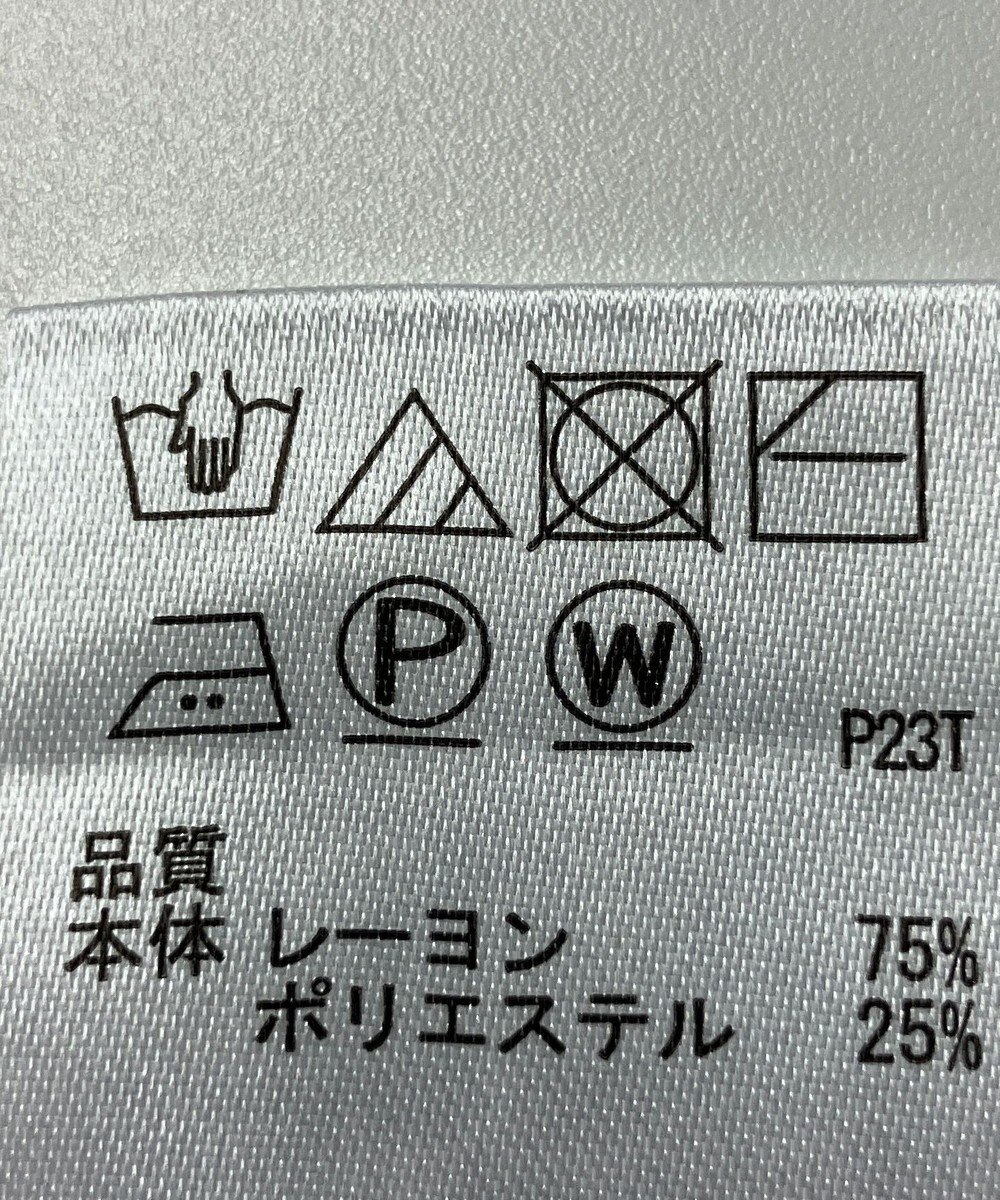 P W
P23T
品質
本体 レーヨン 75%
ポリエステル 25%